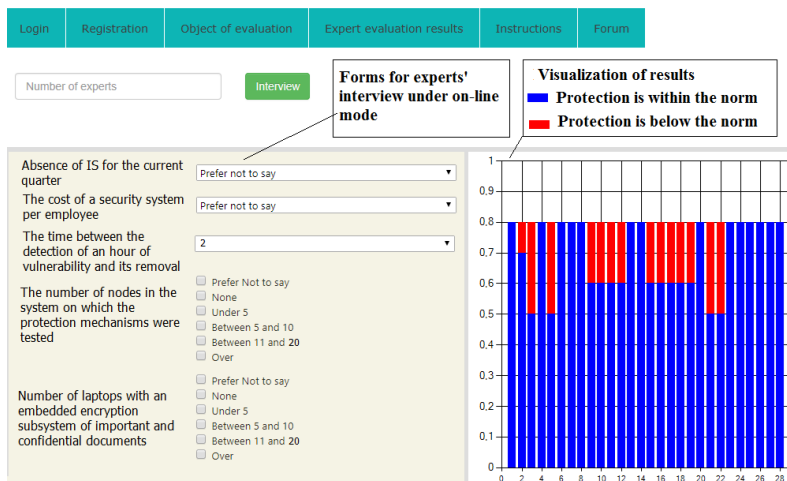 Login Registration Object of evaluation Expert evaluation results Instructions Forum
Number of experts
Interview
Forms for experts'
interview under on-line
mode
Visualization of results
Protection is within the norm
Protection is below the norm
Absence of IS for the current
quarter
Prefer not to say
The cost of a security system
per employee
Prefer not to say
The time between the
detection of an hour of
vulnerability and its removal
2
The number of nodes in the
system on which the
protection mechanisms were
tested
Prefer Not to say
None
Under 5
Between 5 and 10
Between 11 and 20
Over
Number of laptops with an
embedded encryption
subsystem of important and
confidential documents
Prefer Not to say
None
Under 5
Between 5 and 10
Between 11 and 20
Over
1
0.9
0.8
0.7
0.6
0.5
0.4
0.3
0.2
0.1
0
0 2 4 6 8 10 12 14 16 18 20 22 24 26 28